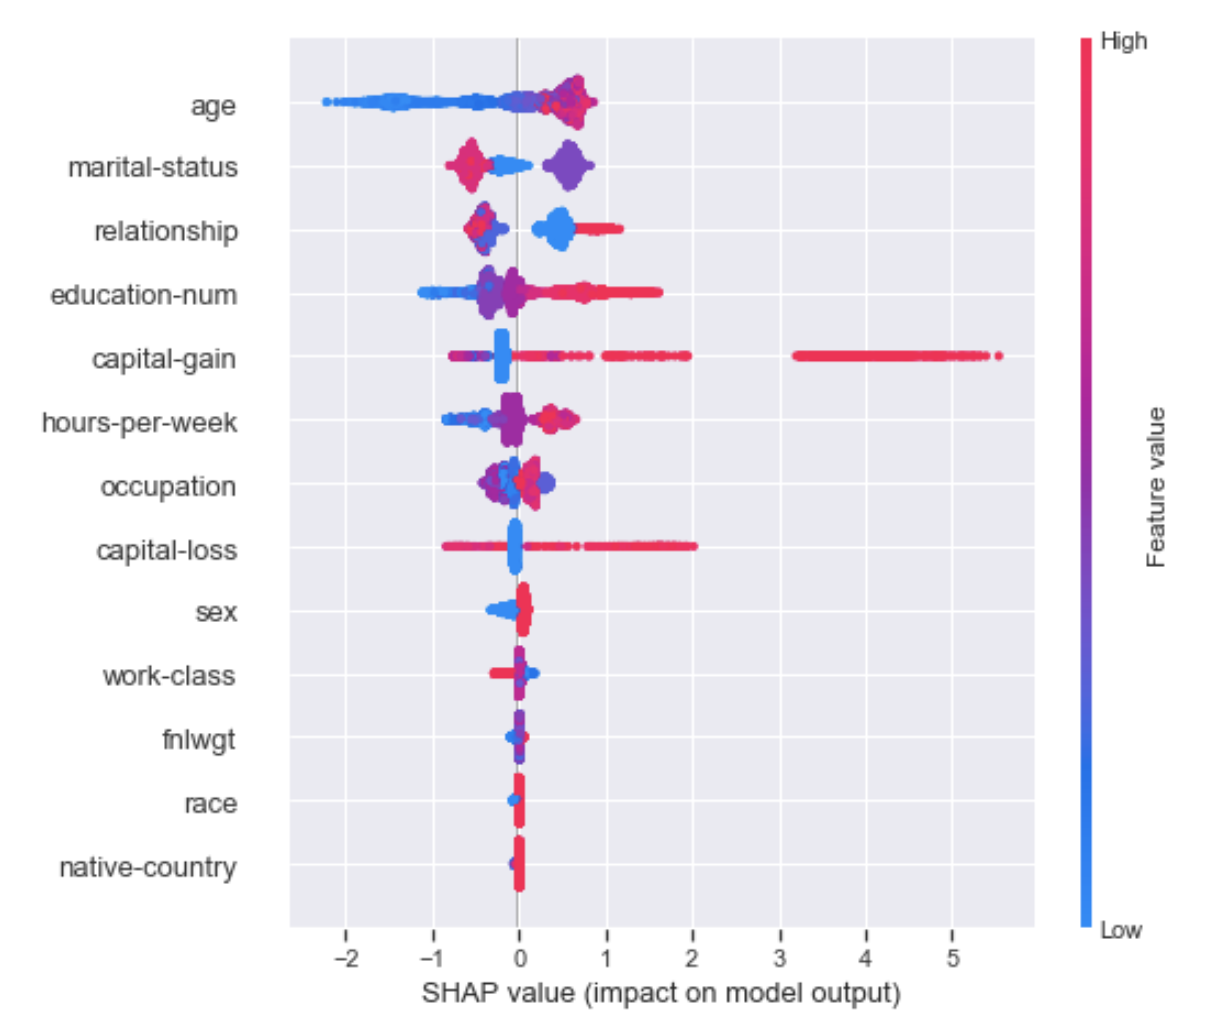 High
age
marital-status
relationship
education-num
capital-gain
hours-per-week
occupation
capital-loss
sex
work-class
fnlwgt
race
native-country
Feature value
Low
−2 −1 0 1 2 3 4 5
SHAP value (impact on model output)